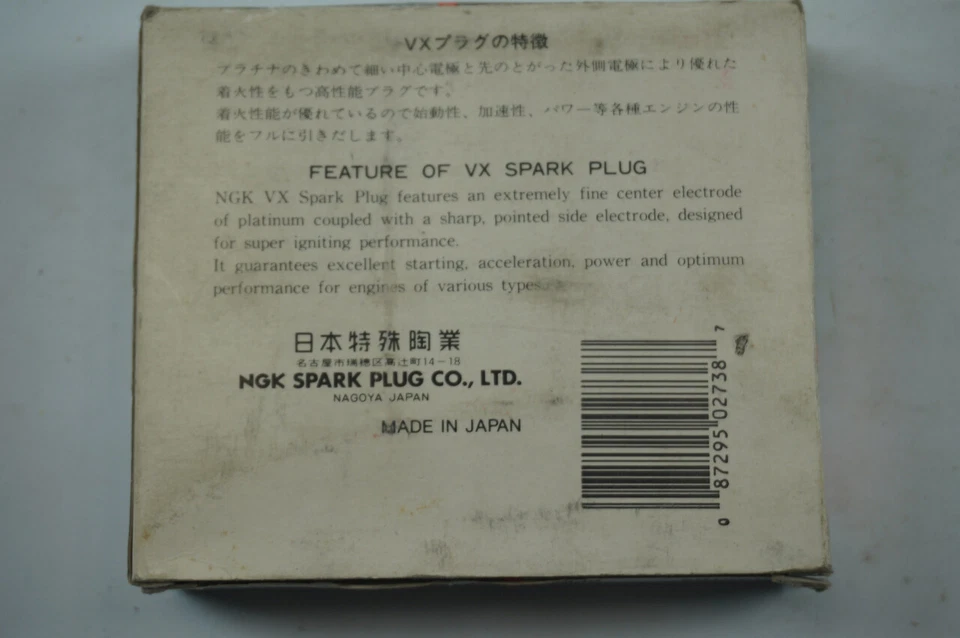 VXプラグの特徴
プラチナのきわめて細い中心電極と先のとがった外側電極により優れた
着火性をもつ高性能プラグです。
着火性能が優れているので始動性、加速性、パワー等各種エンジンの性
能をフルに引きだします。
FEATURE OF VX SPARK PLUG
NGK VX Spark Plug features an extremely fine center electrode
of platinum coupled with a sharp, pointed side electrode, designed
for super igniting performance.
It guarantees excellent starting, acceleration, power and optimum
performance for engines of various types.
日本特殊陶業
名古屋市瑞穂区高辻町14-18
NGK SPARK PLUG CO., LTD.
NAGOYA JAPAN
MADE IN JAPAN
0 87295 02738 7